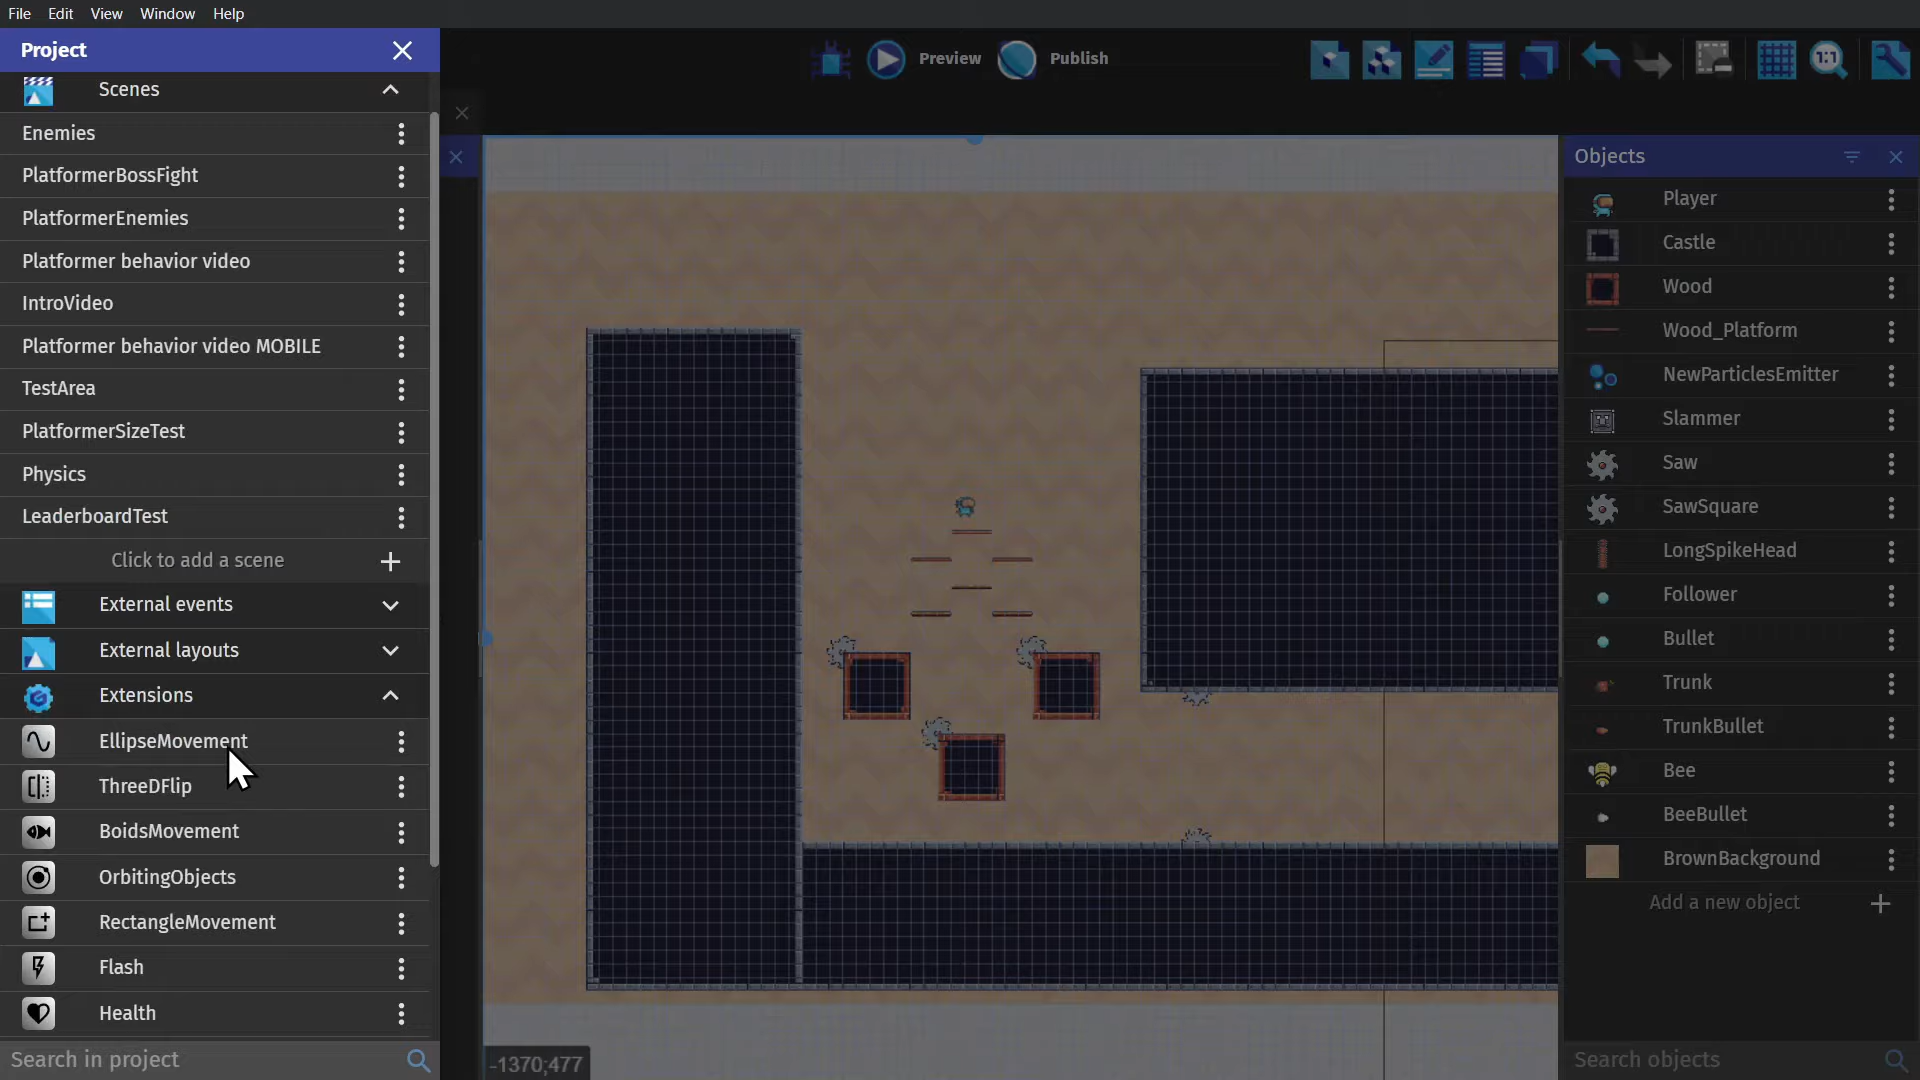 File Edit View Window Help
Project
Preview
Publish
Scenes
Enemies
PlatformerBossFight
PlatformerEnemies
Platformer behavior video
IntroVideo
Platformer behavior video MOBILE
TestArea
PlatformerSizeTest
Physics
LeaderboardTest
Click to add a scene
External events
External layouts
Extensions
EllipseMovement
ThreeDFlip
BoidsMovement
OrbitingObjects
RectangleMovement
Flash
Health
Search in project
-1370;477
1:1
Objects
Player
Castle
Wood
Wood_Platform
NewParticlesEmitter
Slammer
Saw
SawSquare
LongSpikeHead
Follower
Bullet
Trunk
TrunkBullet
Bee
BeeBullet
BrownBackground
Add a new object
Search objects